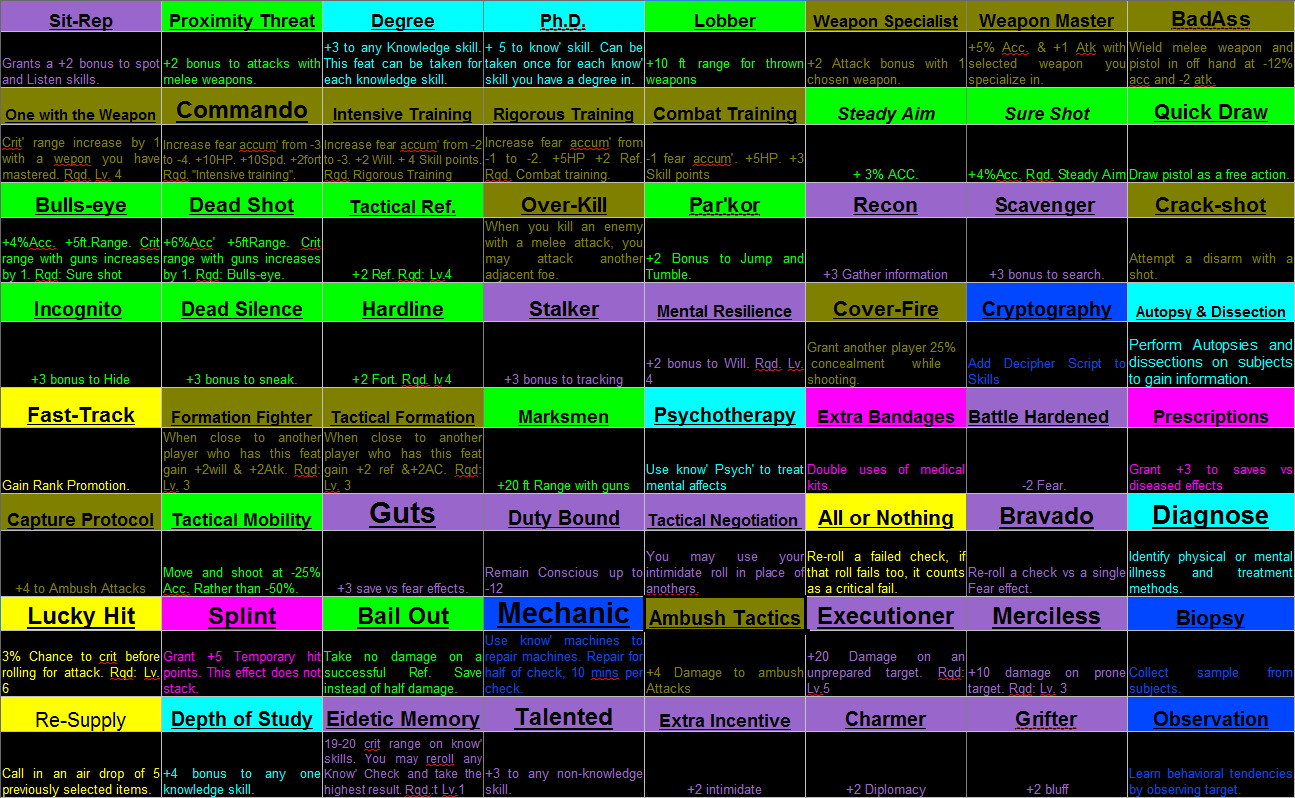 Sit-Rep
Proximity Threat
Degree
Ph.D.
Lobber
Weapon Specialist
Weapon Master
BadAss
Grants a +2 bonus to spot
and Listen skills.
+2 bonus to attacks with
melee weapons.
+3 to any Knowledge skill.
This feat can be taken for
each knowledge skill.
+ 5 to know' skill. Can be
taken once for each know'
skill you have a degree in.
+10 ft range for thrown
weapons
+2 Attack bonus with 1
chosen weapon.
+5% Acc. & +1 Atk with
selected weapon you
specialize in.
Wield melee weapon and
pistol in off hand at -12%
acc and -2 atk.
One with the Weapon
Commando
Intensive Training
Rigorous Training
Combat Training
Steady Aim
Sure Shot
Quick Draw
Crit' range increase by 1
with a wepon you have
mastered. Rqd. Lv. 4
Increase fear accum' from -3
to -4. +10HP. +10Spd. +2fort
Rqd. "Intensive training".
Increase fear accum' from -2
to -3. +2 Will. + 4 Skill points.
Rqd. Rigorous Training
Increase fear accum' from
-1 to -2. +5HP +2 Ref.
Rqd. Combat training.
-1 fear accum'. +5HP. +3
Skill points
+ 3% ACC.
+4%Acc. Rqd. Steady Aim
Draw pistol as a free action.
Bulls-eye
Dead Shot
Tactical Ref.
Over-Kill
Par'kor
Recon
Scavenger
Crack-shot
+4%Acc. +5ft.Range. Crit
range with guns increases
by 1. Rqd: Sure shot
+6%Acc' +5ftRange. Crit
range with guns increases
by 1. Rqd: Bulls-eye.
+2 Ref. Rqd: Lv.4
When you kill an enemy
with a melee attack, you
may attack another
adjacent foe.
+2 Bonus to Jump and
Tumble.
+3 Gather information
+3 bonus to search.
Attempt a disarm with a
shot.
Incognito
Dead Silence
Hardline
Stalker
Mental Resilience
Cover-Fire
Cryptography
Autopsy & Dissection
+3 bonus to Hide
+3 bonus to sneak.
+2 Fort. Rqd. lv4
+3 bonus to tracking
+2 bonus to Will. Rqd. Lv.
4
Grant another player 25%
concealment while
shooting.
Add Decipher Script to
Skills
Perform Autopsies and
dissections on subjects
to gain information.
Fast-Track
Formation Fighter
Tactical Formation
Marksmen
Psychotherapy
Extra Bandages
Battle Hardened
Prescriptions
Gain Rank Promotion.
When close to another
player who has this feat
gain +2will & +2Atk. Rqd:
Lv. 3
When close to another
player who has this feat
gain +2 ref &+2AC. Rqd:
Lv. 3
+20 ft Range with guns
Use know' Psych' to treat
mental affects
Double uses of medical
kits.
-2 Fear.
Grant +3 to saves vs
diseased effects
Capture Protocol
Tactical Mobility
Guts
Duty Bound
Tactical Negotiation
All or Nothing
Bravado
Diagnose
+4 to Ambush Attacks
Move and shoot at -25%
Acc. Rather than -50%.
+3 save vs fear effects.
Remain Conscious up to
-12
You may use your
intimidate roll in place of
anothers.
Re-roll a failed check, if
that roll fails too, it counts
as a critical fail.
Re-roll a check vs a single
Fear effect.
Identify physical or mental
illness and treatment
methods.
Lucky Hit
Splint
Bail Out
Mechanic
Ambush Tactics
Executioner
Merciless
Biopsy
3% Chance to crit before
rolling for attack. Rqd: Lv.
6
Grant +5 Temporary hit
points. This effect does not
stack.
Take no damage on a
successful Ref. Save
instead of half damage.
Use know' machines to
repair machines. Repair for
half of check, 10 mins per
check.
+4 Damage to ambush
Attacks
+20 Damage on an
unprepared target. Rqd:
Lv.5
+10 damage on prone
target. Rqd: Lv. 3
Collect sample from
subjects.
Re-Supply
Depth of Study
Eidetic Memory
Talented
Extra Incentive
Charmer
Grifter
Observation
Call in an air drop of 5
previously selected items.
+4 bonus to any one
knowledge skill.
19-20 crit range on know'
skills. You may reroll any
Know' Check and take the
highest result. Rqd.:t Lv.1
+3 to any non-knowledge
skill.
+2 intimidate
+2 Diplomacy
+2 bluff
Learn behavioral tendencies
by observing target.